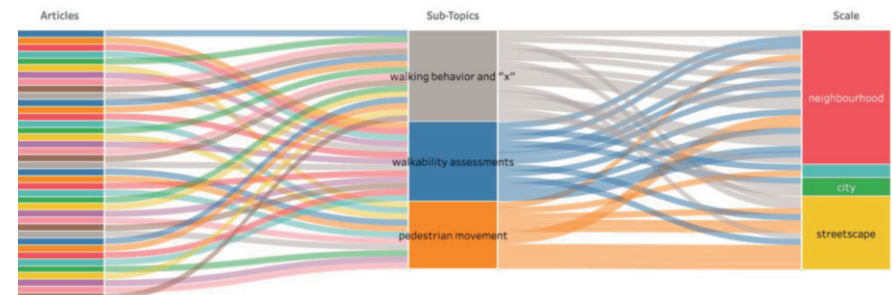 Articles
Sub-Topics
Scale
walking behavior and "x"
walkability assessments
pedestrian movement
neighbourhood
city
streetscape